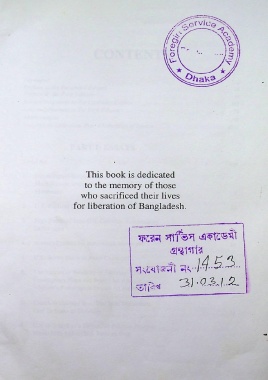 Foregin Service Academy
★ Dhaka ★
This book is dedicated
to the memory of those
who sacrificed their lives
for liberation of Bangladesh.
ফরেন সার্ভিস একাডেমী
গ্রন্থাগার
সংযোজনী নং 1453
তারিখ 31.03.12